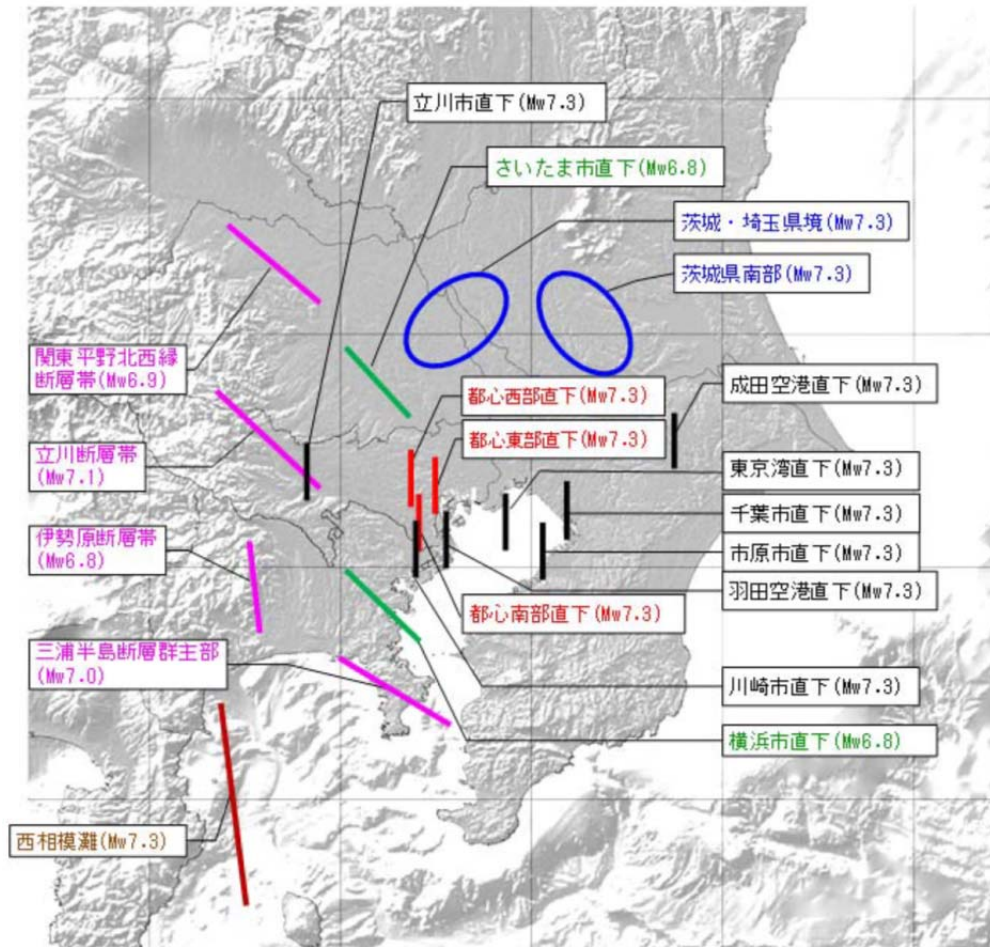 立川市直下(Mw7.3)
さいたま市直下(Mw6.8)
茨城・埼玉県境(Mw7.3)
茨城県南部(Mw7.3)
関東平野北西縁
断層帯(Mw6.9)
都心西部直下(Mw7.3)
成田空港直下(Mw7.3)
都心東部直下(Mw7.3)
立川断層帯
(Mw7.1)
東京湾直下(Mw7.3)
千葉市直下(Mw7.3)
伊勢原断層帯
(Mw6.8)
市原市直下(Mw7.3)
羽田空港直下(Mw7.3)
都心南部直下(Mw7.3)
三浦半島断層群主部
(Mw7.0)
川崎市直下(Mw7.3)
横浜市直下(Mw6.8)
西相模灘(Mw7.3)